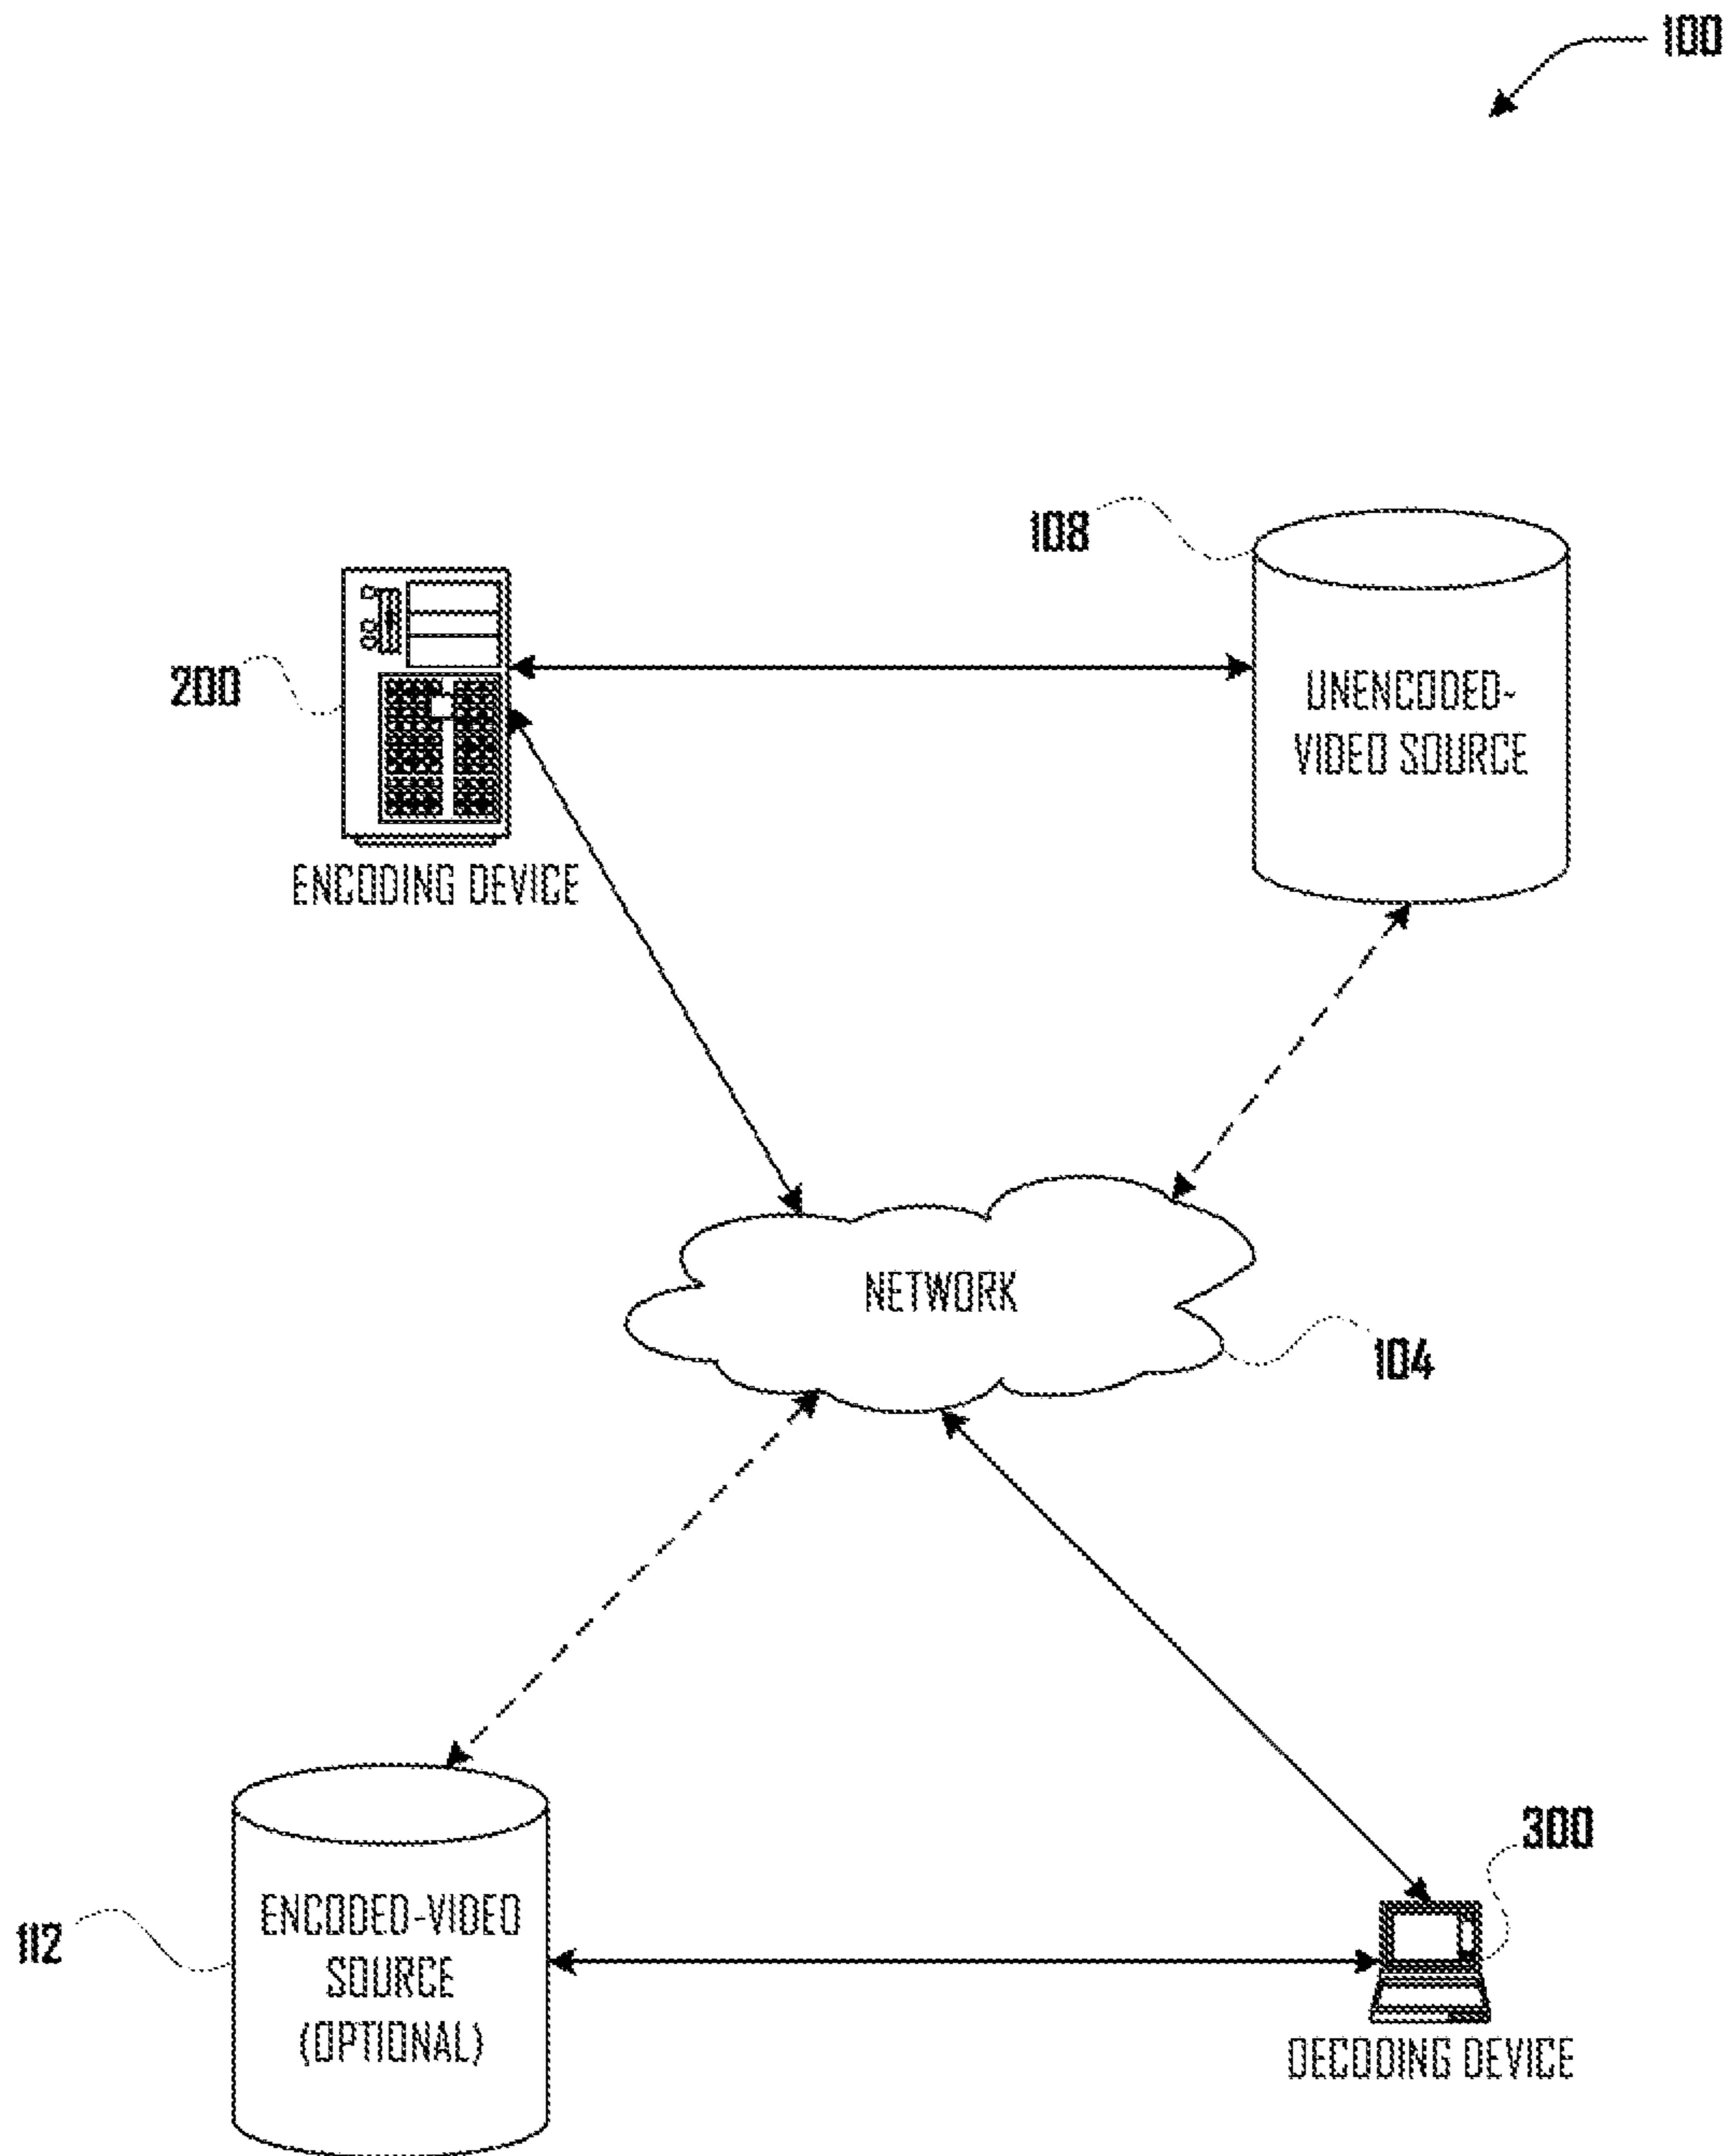 100
108
200
UNENCODED-
VIDEO SOURCE
ENCODING DEVICE
NETWORK
104
300
ENCODED-VIDEO
SOURCE
(OPTIONAL)
112
DECODING DEVICE